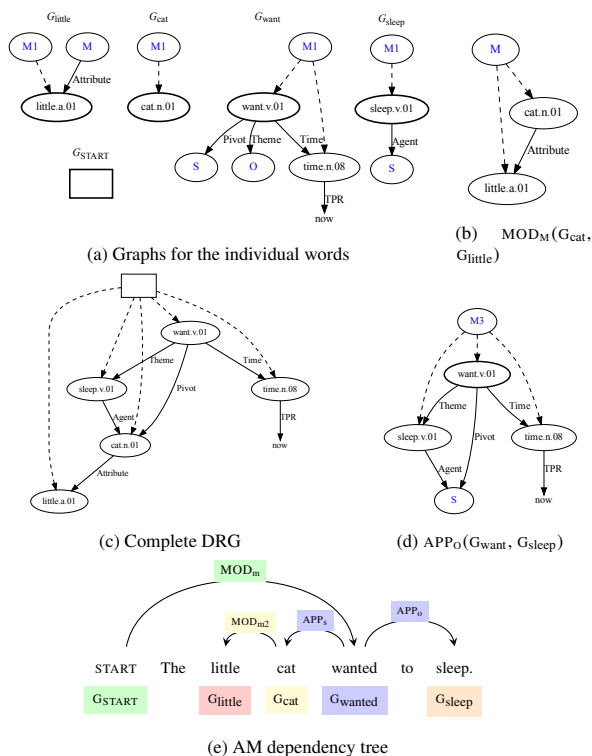 G_little G_cat G_want G_sleep
M1 M M1 M1 M1
Attribute
little.a.01 cat.n.01 want.v.01 sleep.v.01
Pivot Theme Time Agent
S O time.n.08 S
TPR
now
G_START
(a) Graphs for the individual words
M
cat.n.01
Attribute
little.a.01
(b) MOD_M(G_cat,
G_little)
want.v.01
Theme Time
sleep.v.01 Pivot time.n.08
Agent TPR
cat.n.01 now
Attribute
little.a.01
(c) Complete DRG
M3
want.v.01
Theme Time
sleep.v.01 Pivot time.n.08
Agent TPR
S now
(d) APP_O(G_want, G_sleep)
MOD_m
MOD_m2 APP_s APP_o
START The little cat wanted to sleep.
G_START G_little G_cat G_wanted G_sleep
(e) AM dependency tree